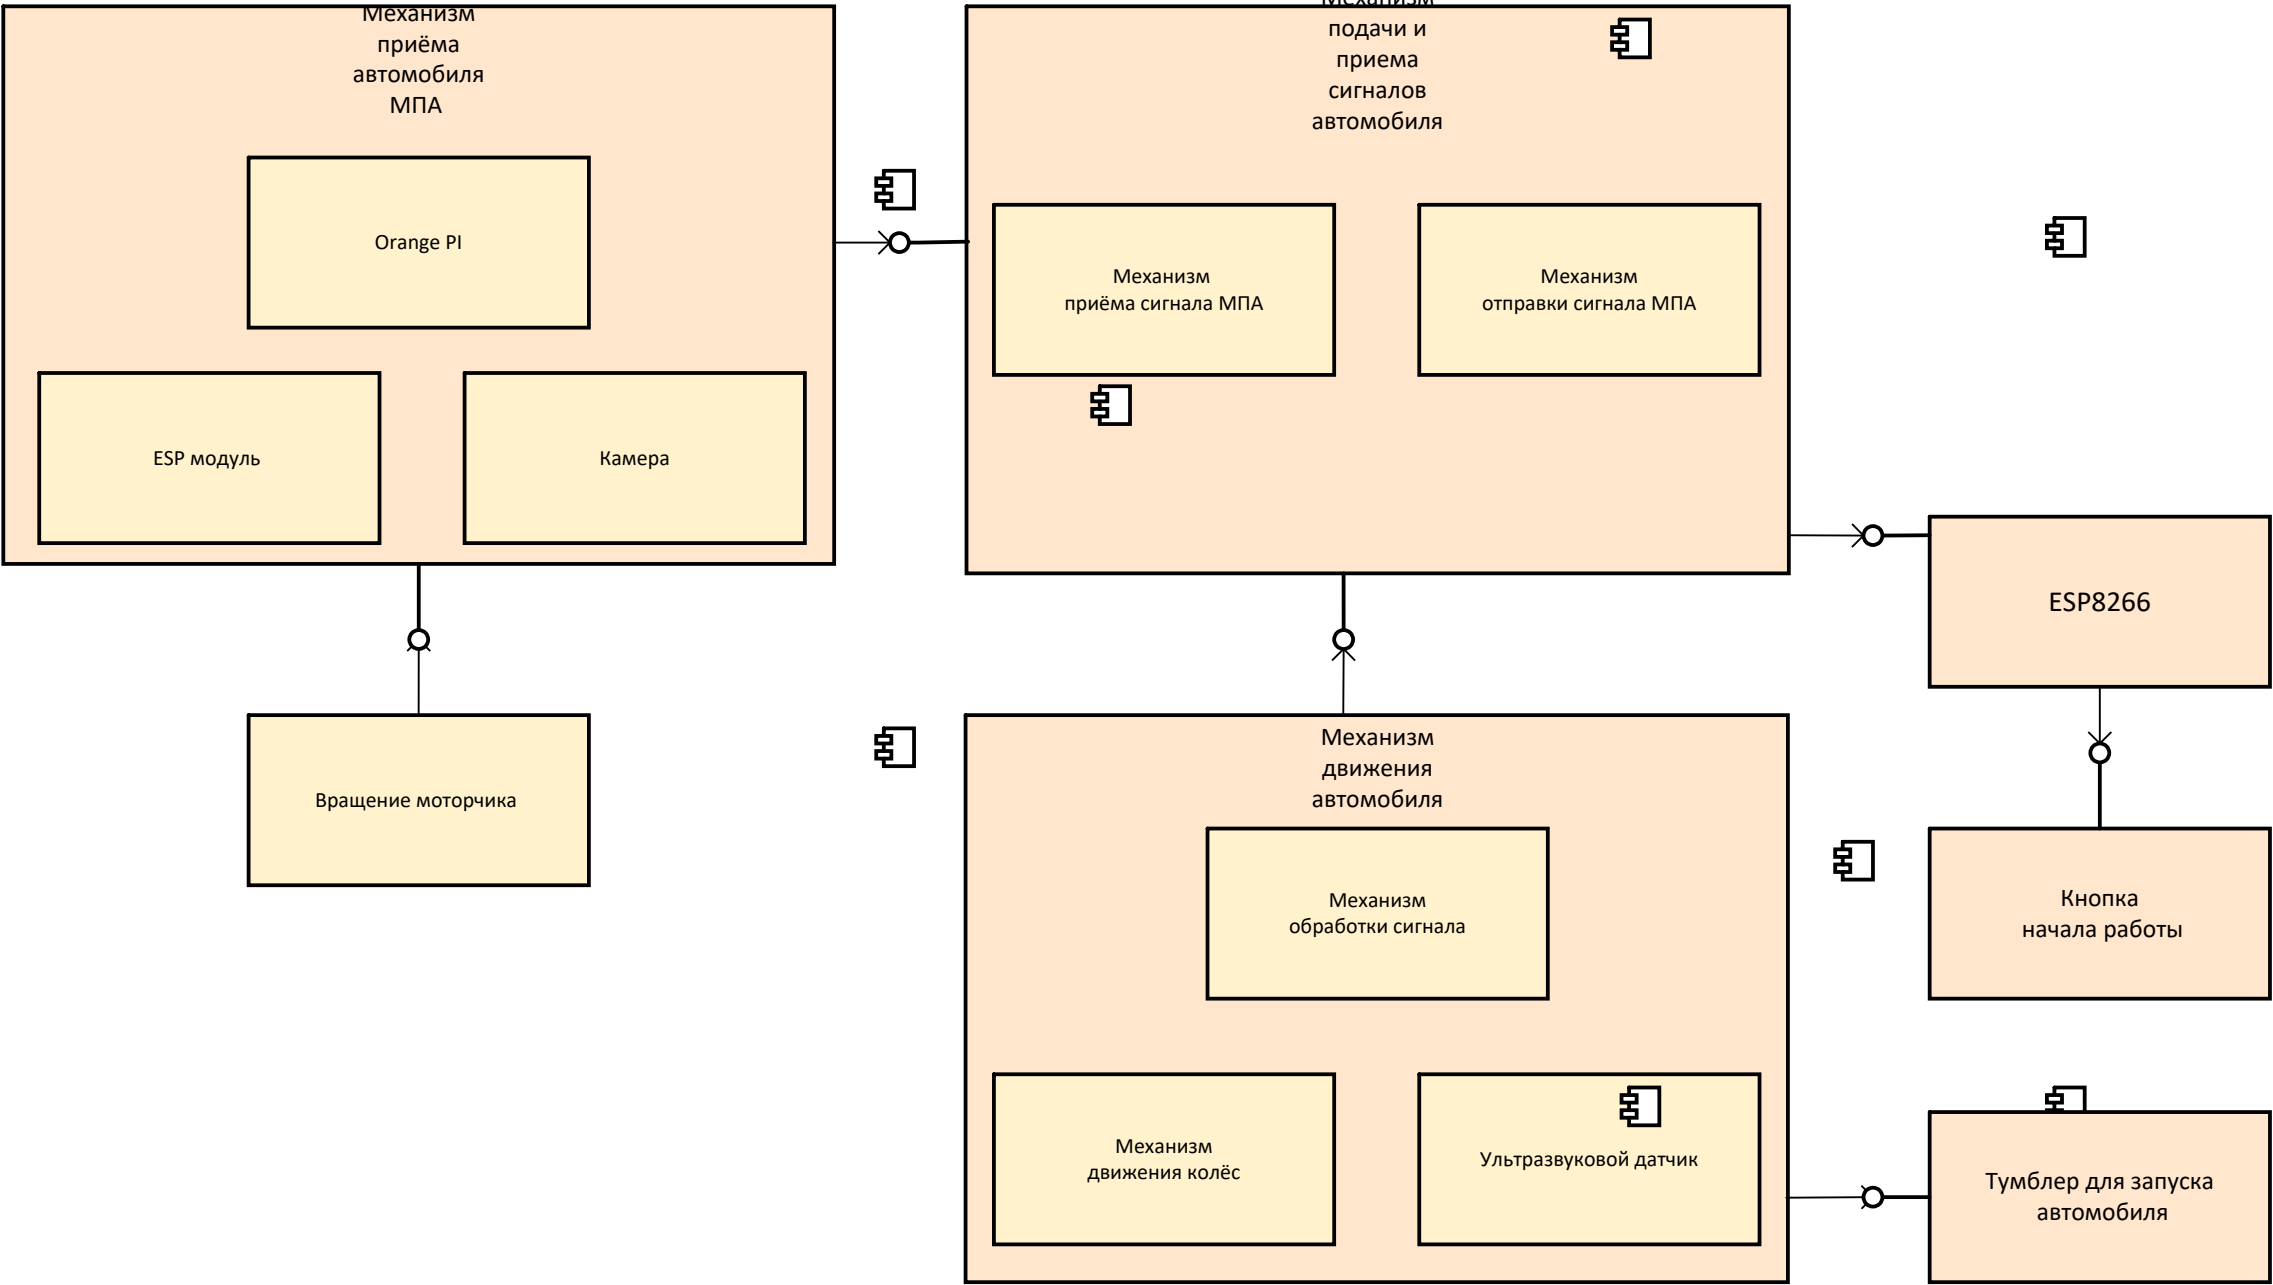 Механизм
приёма
автомобиля
МПА
Orange PI
ESP модуль
Камера
Вращение моторчика
Механизм
подачи и
приема
сигналов
автомобиля
Механизм
приёма сигнала МПА
Механизм
отправки сигнала МПА
ESP8266
Механизм
движения
автомобиля
Механизм
обработки сигнала
Механизм
движения колёс
Ультразвуковой датчик
Кнопка
начала работы
Тумблер для запуска
автомобиля